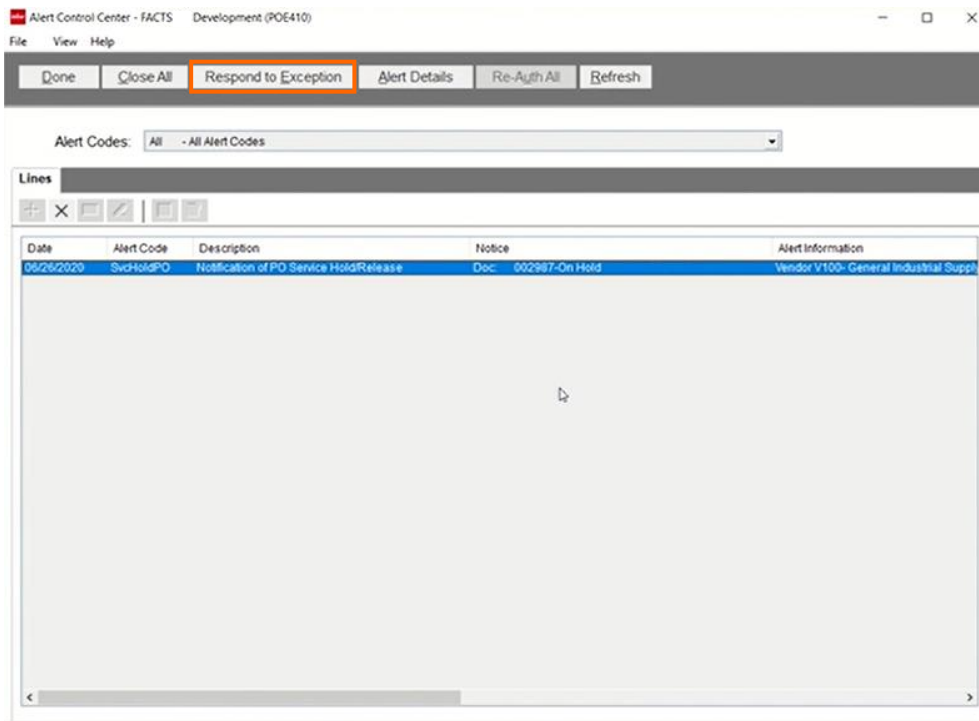 Alert Control Center - FACTS Development (POE410)
File View Help
Done Close All Respond to Exception Alert Details Re-Auth All Refresh
Alert Codes: All - All Alert Codes
Lines
Date Alert Code Description Notice Alert Information
06/26/2020 SvcHoldPO Notification of PO Service Hold/Release Doc: 002987-On Hold Vendor V100- General Industrial Supply